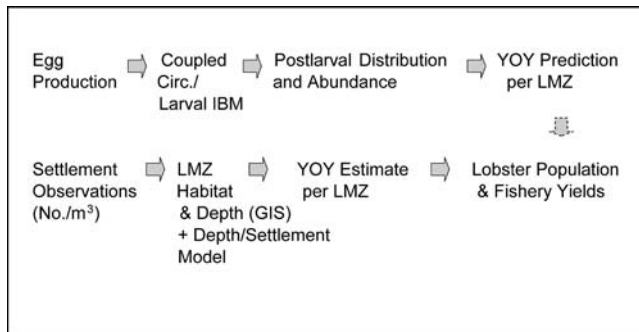 Egg
Production
Coupled
Circ./
Larval IBM
Postlarval Distribution
and Abundance
YOY Prediction
per LMZ
Settlement
Observations
(No./m³)
LMZ
Habitat
& Depth (GIS)
+ Depth/Settlement
Model
YOY Estimate
per LMZ
Lobster Population
& Fishery Yields